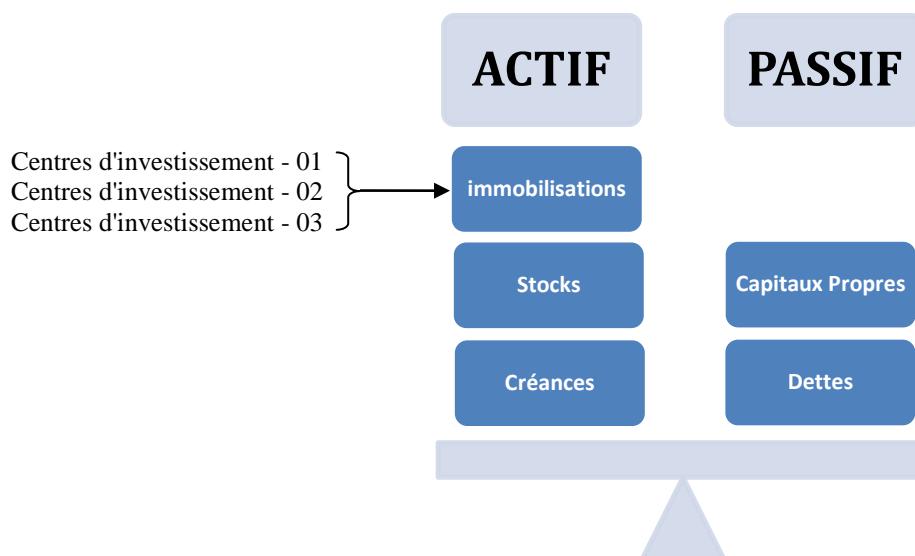 ACTIF
PASSIF
Centres d'investissement - 01
Centres d'investissement - 02
Centres d'investissement - 03
immobilisations
Stocks
Capitaux Propres
Créances
Dettes